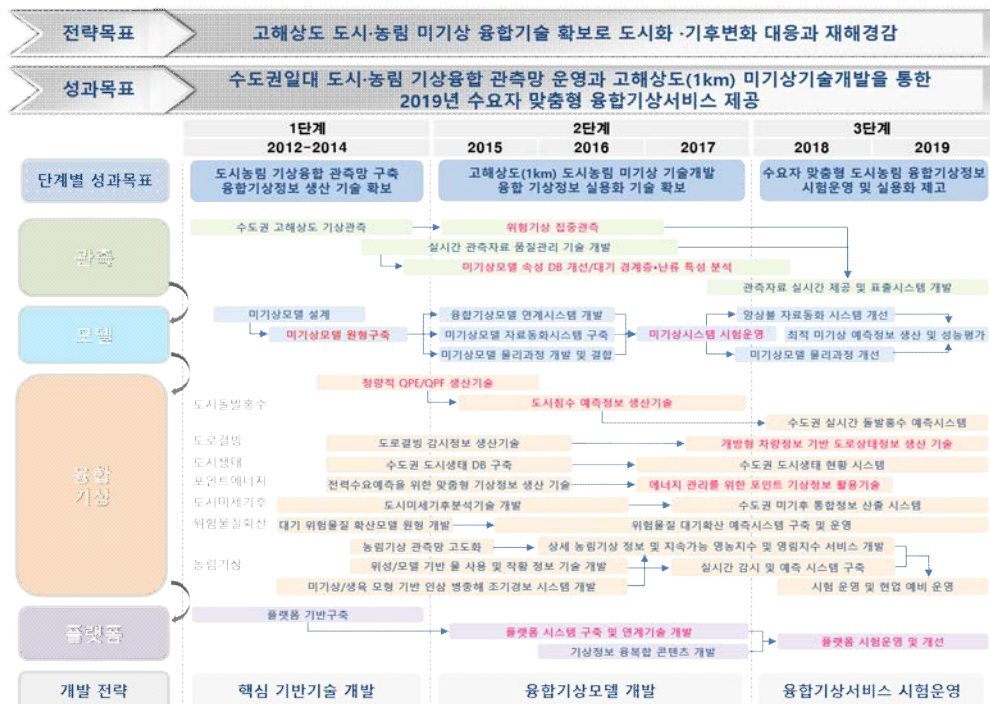 전략목표
고해상도 도시·농림 미기상 융합기술 확보로 도시화 ·기후변화 대응과 재해경감
성과목표
수도권일대 도시·농림 기상융합 관측망 운영과 고해상도(1km) 미기상기술개발을 통한
2019년 수요자 맞춤형 융합기상서비스 제공
1단계
2단계
3단계
2012-2014
2015
2016
2017
2018
2019
단계별 성과목표
도시농림 기상융합 관측망 구축
융합기상정보 생산 기술 확보
고해상도(1km) 도시농림 미기상 기술개발
융합 기상정보 실용화 기술 확보
수요자 맞춤형 도시농림 융합기상정보
시험운영 및 실용화 제고
관측
수도권 고해상도 기상관측
위험기상 집중관측
실시간 관측자료 품질관리 기술 개발
미기상모델 속성 DB 개선/대기 경계층·난류 특성 분석
관측자료 실시간 제공 및 표출시스템 개발
모델
미기상모델 설계
융합기상모델 연계시스템 개발
앙상블 자료동화 시스템 개선
미기상모델 원형구축
미기상모델 자료동화시스템 구축
미기상시스템 시험운영
최적 미기상 예측정보 생산 및 성능평가
미기상모델 물리과정 개발 및 결합
미기상모델 물리과정 개선
융합
기상
정량적 QPE/QPF 생산기술
도시돌발홍수
도시침수 예측정보 생산기술
수도권 실시간 돌발홍수 예측시스템
도로결빙
도로결빙 감시정보 생산기술
개방형 차량정보 기반 도로상태정보 생산 기술
도시생태
수도권 도시생태 DB 구축
수도권 도시생태 현황 시스템
포인트에너지
전력수요예측을 위한 맞춤형 기상정보 생산 기술
에너지 관리를 위한 포인트 기상정보 활용기술
도시미세기후
도시미세기후분석기술 개발
수도권 미기후 통합정보 산출 시스템
위험물질확산
대기 위험물질 확산모델 원형 개발
위험물질 대기확산 예측시스템 구축 및 운영
농림기상
농림기상 관측망 고도화
상세 농림기상 정보 및 지속가능 영농지수 및 영림지수 서비스 개발
위성/모델 기반 물 사용 및 작황 정보 기술 개발
실시간 감시 및 예측 시스템 구축
미기상/생육 모형 기반 인삼 병충해 조기경보 시스템 개발
시험 운영 및 현업 예비 운영
플랫폼
플랫폼 기반구축
플랫폼 시스템 구축 및 연계기술 개발
플랫폼 시험운영 및 개선
기상정보 융복합 콘텐츠 개발
개발 전략
핵심 기반기술 개발
융합기상모델 개발
융합기상서비스 시험운영